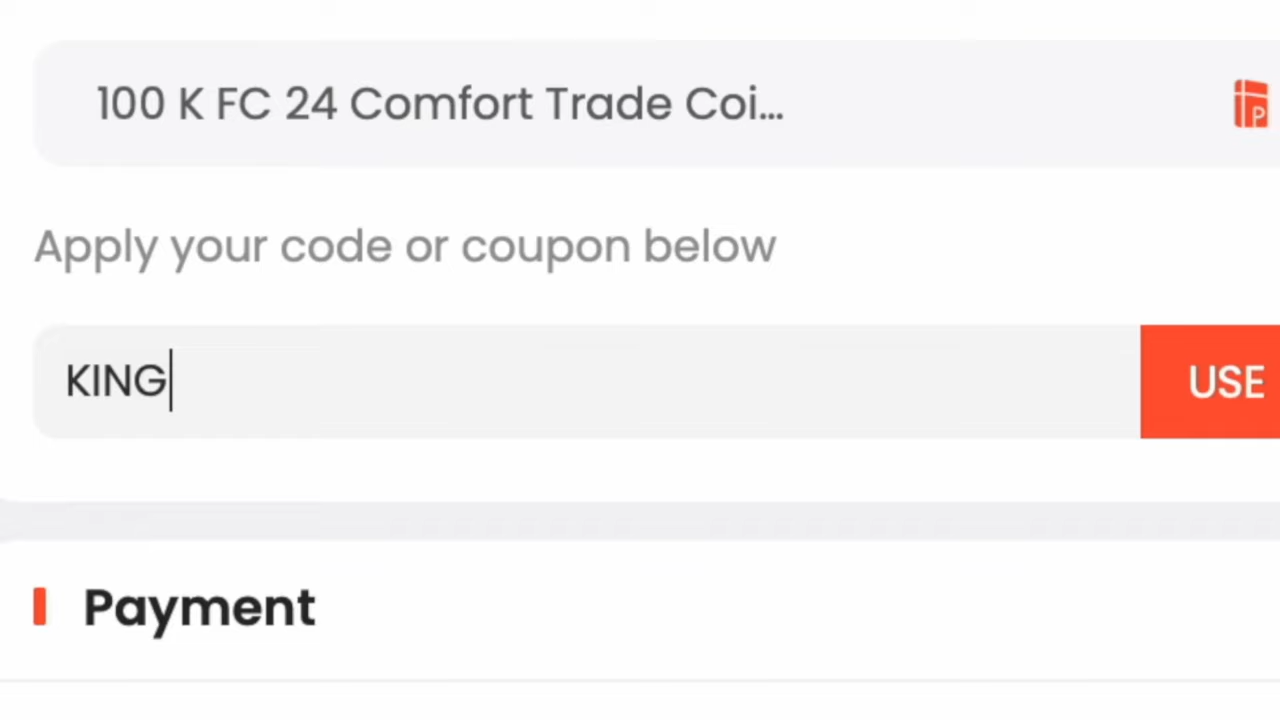 100 K FC 24 Comfort Trade Coi...
P
Apply your code or coupon below
KING
USE
Payment